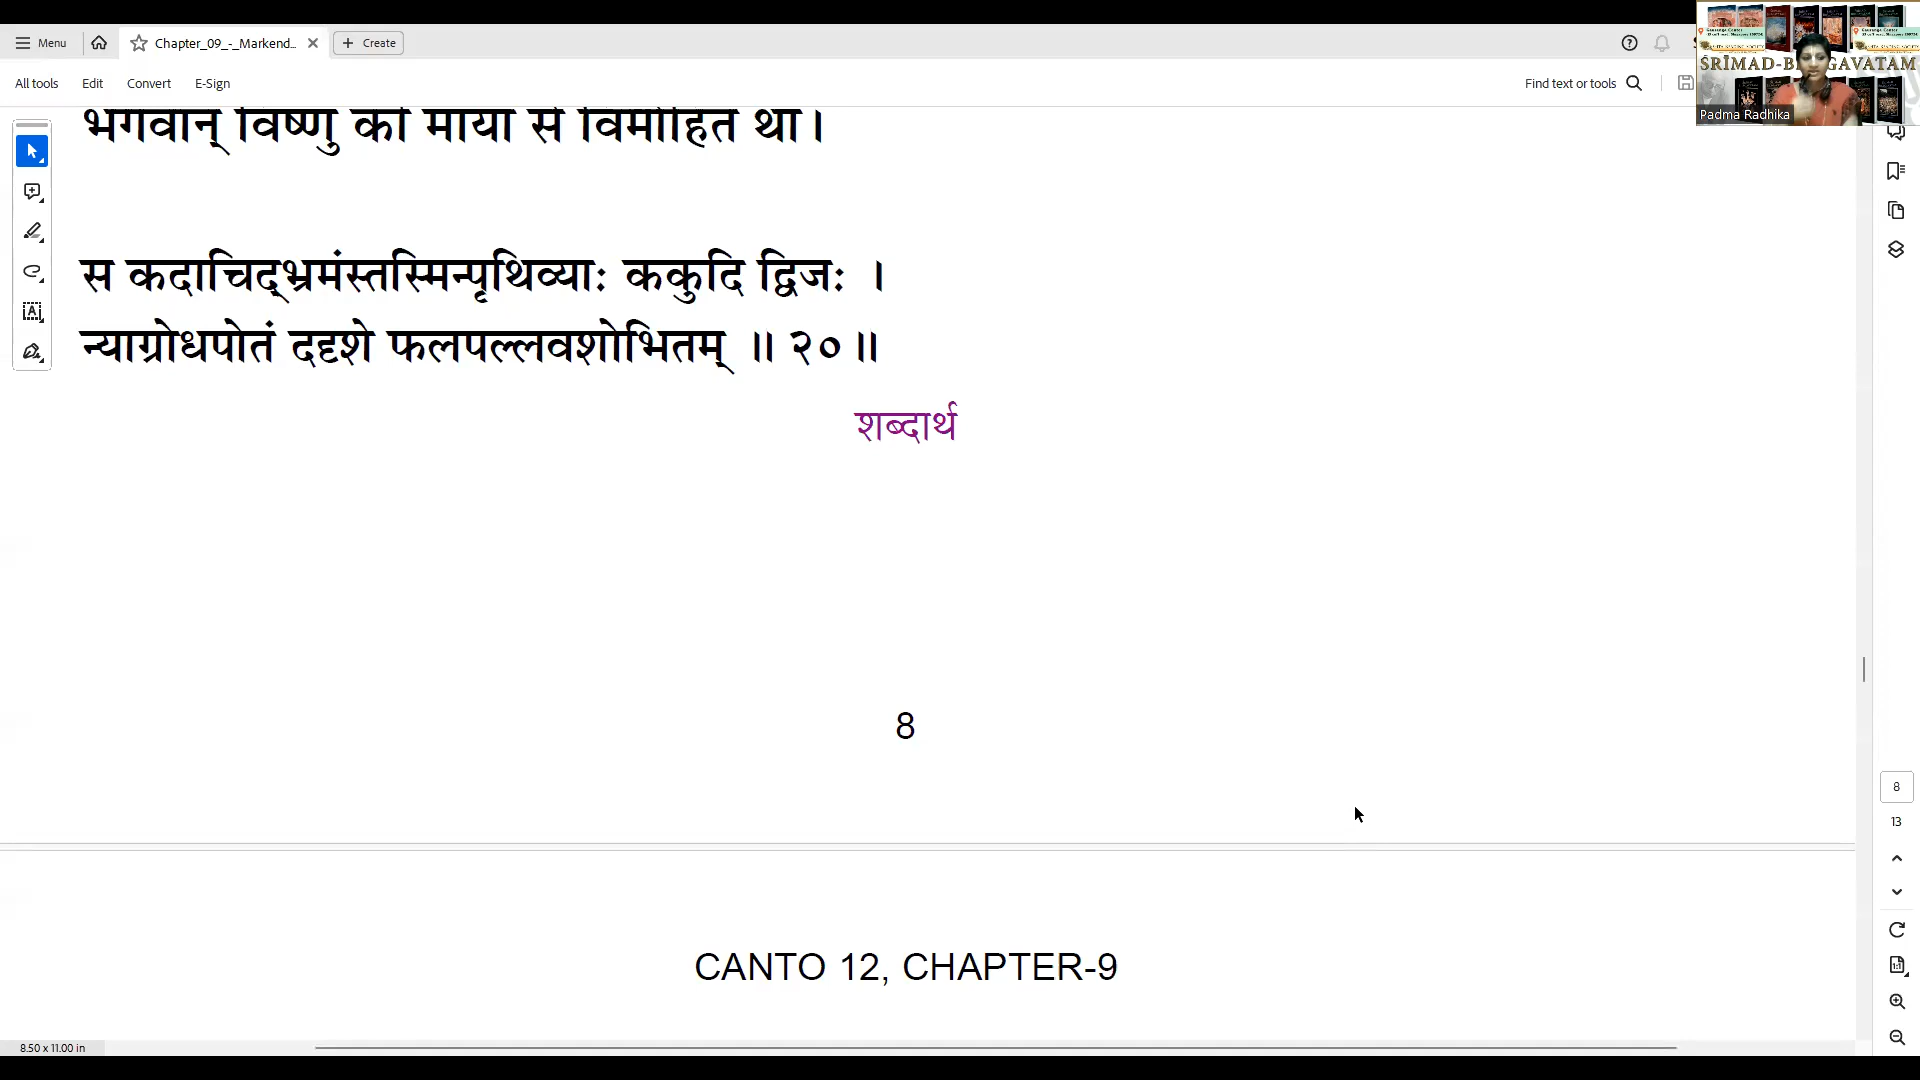 Menu
Chapter_09_-_Markend...
Create
All tools
Edit
Convert
E-Sign
Find text or tools
SRĪMAD-BHAGAVATAM
Padma Radhika
भगवान् विष्णु की माया से विमोहित था।
स कदाचिद्भ्रमंस्तस्मिन्पृथिव्याः ककुदि द्विजः ।
न्याग्रोधपोतं ददृशे फलपल्लवशोभितम् ॥ २०॥
शब्दार्थ
8
8
13
CANTO 12, CHAPTER-9
8.50 x 11.00 in